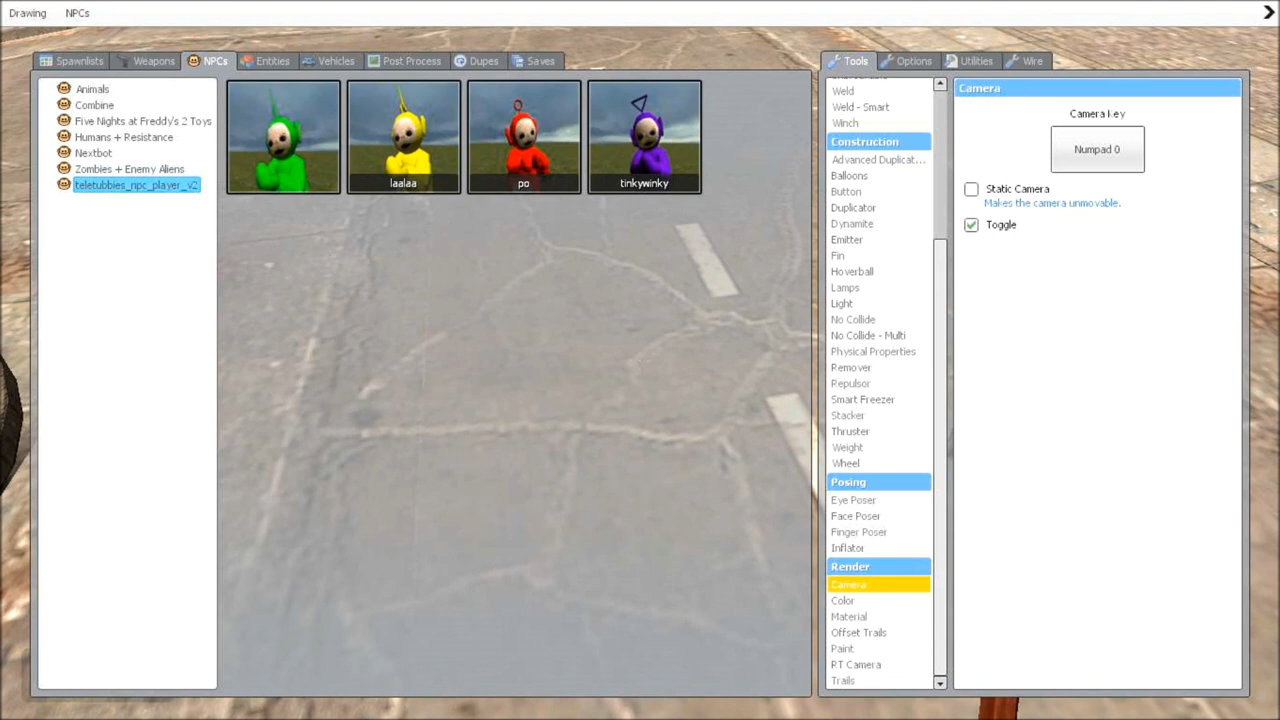 Drawing NPCs
Spawnlists Weapons NPCs Entities Vehicles Post Process Dupes Saves
Animals
Combine
Five Nights at Freddy's 2 Toys
Humans + Resistance
Nextbot
Zombies + Enemy Aliens
teletubbies_npc_player_v2
laalaa
po
tinkywinky
Tools Options Utilities Wire
Weld
Weld - Smart
Winch
Construction
Advanced Duplicat...
Balloons
Button
Duplicator
Dynamite
Emitter
Fin
Hoverball
Lamps
Light
No Collide
No Collide - Multi
Physical Properties
Remover
Repulsor
Smart Freezer
Stacker
Thruster
Weight
Wheel
Posing
Eye Poser
Face Poser
Finger Poser
Inflator
Render
Camera
Color
Material
Offset Trails
Paint
RT Camera
Trails
Camera
Camera Key
Numpad 0
Static Camera
Makes the camera unmovable.
Toggle